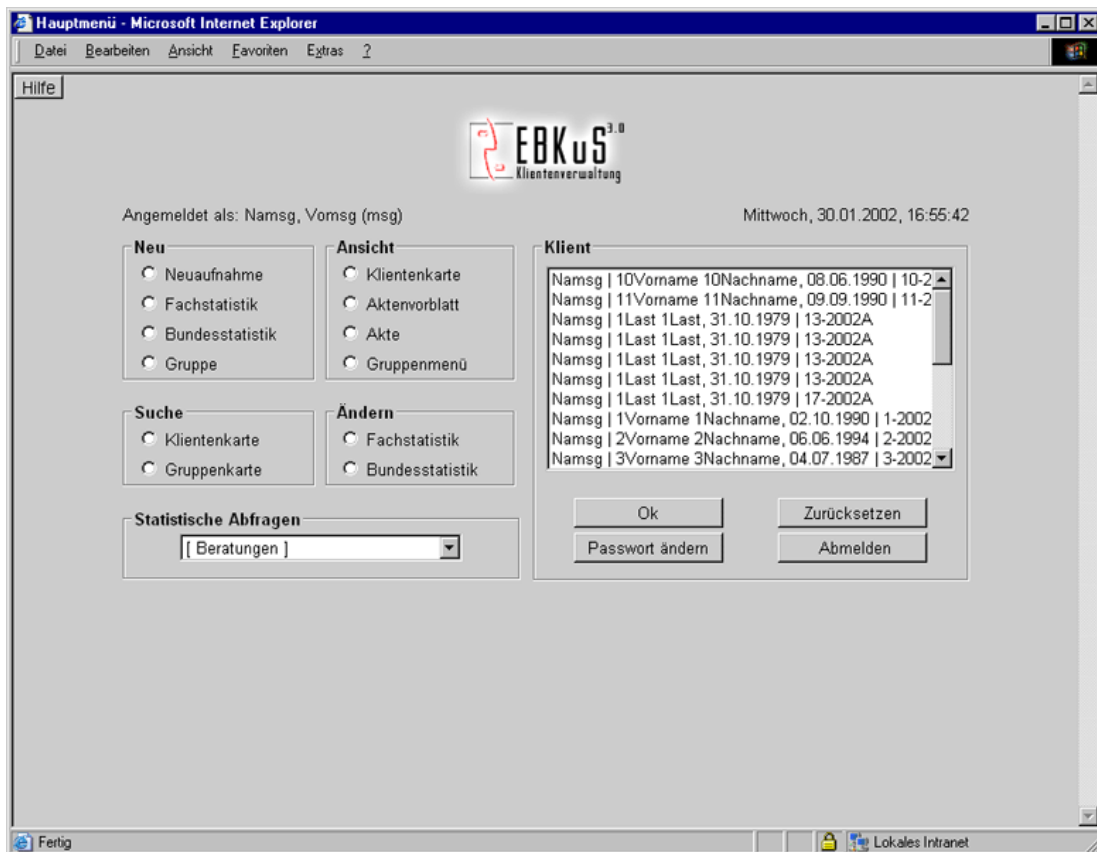 Hauptmenü - Microsoft Internet Explorer
Datei Bearbeiten Ansicht Favoriten Extras ?
Hilfe
EBKuS 3.0
Klientenverwaltung
Angemeldet als: Namsg, Vomsg (msg)
Mittwoch, 30.01.2002, 16:55:42
Neu
Neuaufnahme
Fachstatistik
Bundesstatistik
Gruppe
Ansicht
Klientenkarte
Aktenvorblatt
Akte
Gruppenmenü
Suche
Klientenkarte
Gruppenkarte
Ändern
Fachstatistik
Bundesstatistik
Statistische Abfragen
[ Beratungen ]
Klient
Namsg | 10Vorname 10Nachname, 08.06.1990 | 10-2
Namsg | 11Vorname 11Nachname, 09.09.1990 | 11-2
Namsg | 1Last 1Last, 31.10.1979 | 13-2002A
Namsg | 1Last 1Last, 31.10.1979 | 13-2002A
Namsg | 1Last 1Last, 31.10.1979 | 13-2002A
Namsg | 1Last 1Last, 31.10.1979 | 13-2002A
Namsg | 1Last 1Last, 31.10.1979 | 17-2002A
Namsg | 1Vorname 1Nachname, 02.10.1990 | 1-2002
Namsg | 2Vorname 2Nachname, 06.06.1994 | 2-2002
Namsg | 3Vorname 3Nachname, 04.07.1987 | 3-2002
Ok
Zurücksetzen
Passwort ändern
Abmelden
Fertig
Lokales Intranet